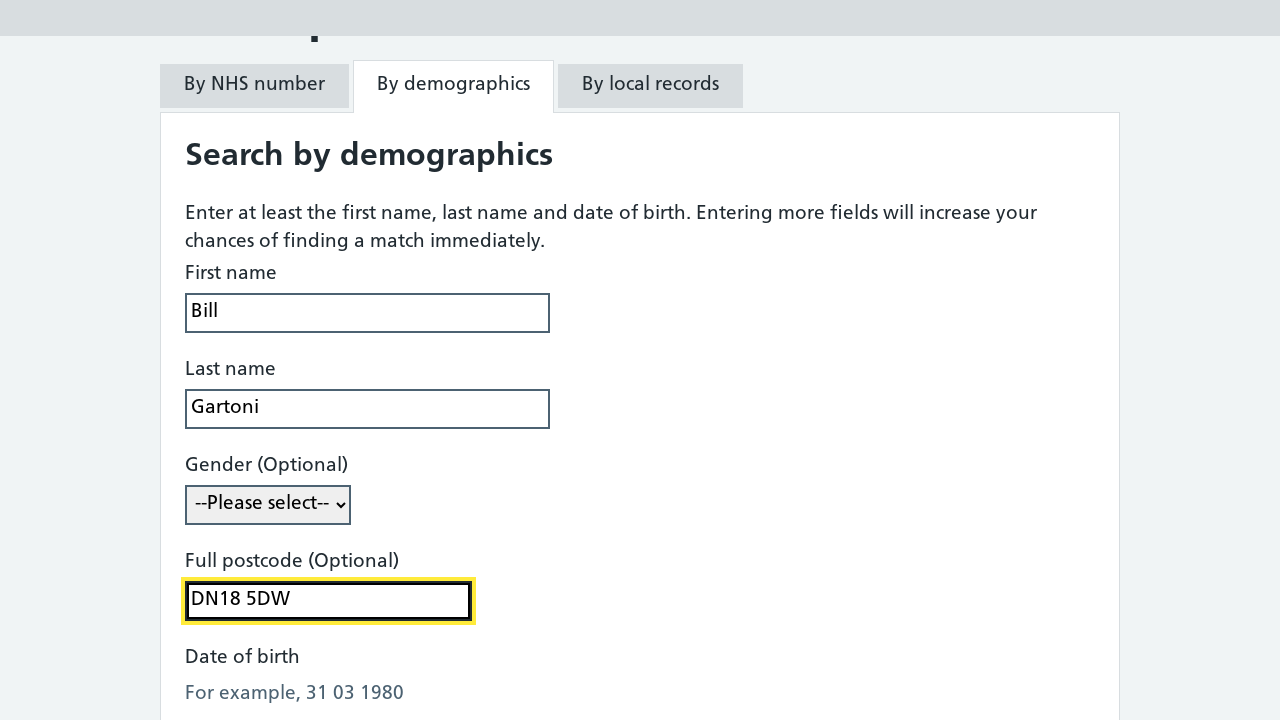 By NHS number
By demographics
By local records
Search by demographics
Enter at least the first name, last name and date of birth. Entering more fields will increase your
chances of finding a match immediately.
First name
Bill
Last name
Gartoni
Gender (Optional)
--Please select--
Full postcode (Optional)
DN18 5DW
Date of birth
For example, 31 03 1980